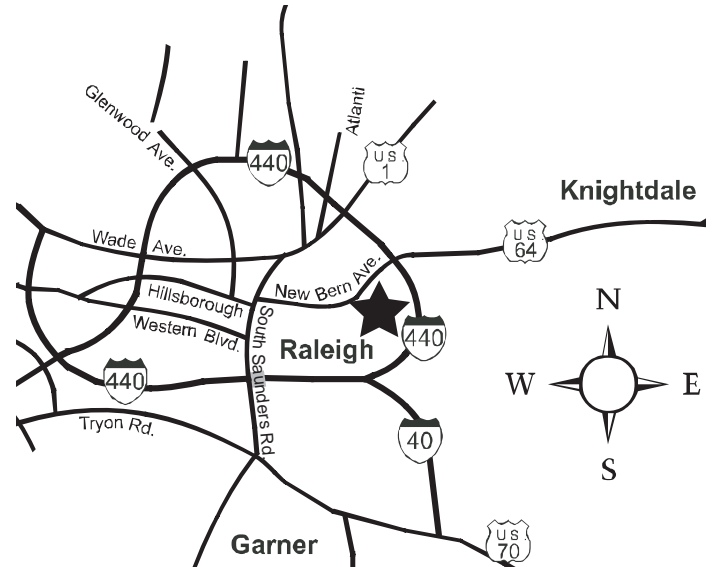 Glenwood Ave.
Atlanti
440
US
1
Knightdale
US
64
Wade Ave.
New Bern Ave.
Hillsborough
Western Blvd.
South Saunders Rd.
Raleigh
440
440
N
W
E
S
Tryon Rd.
40
Garner
US
70